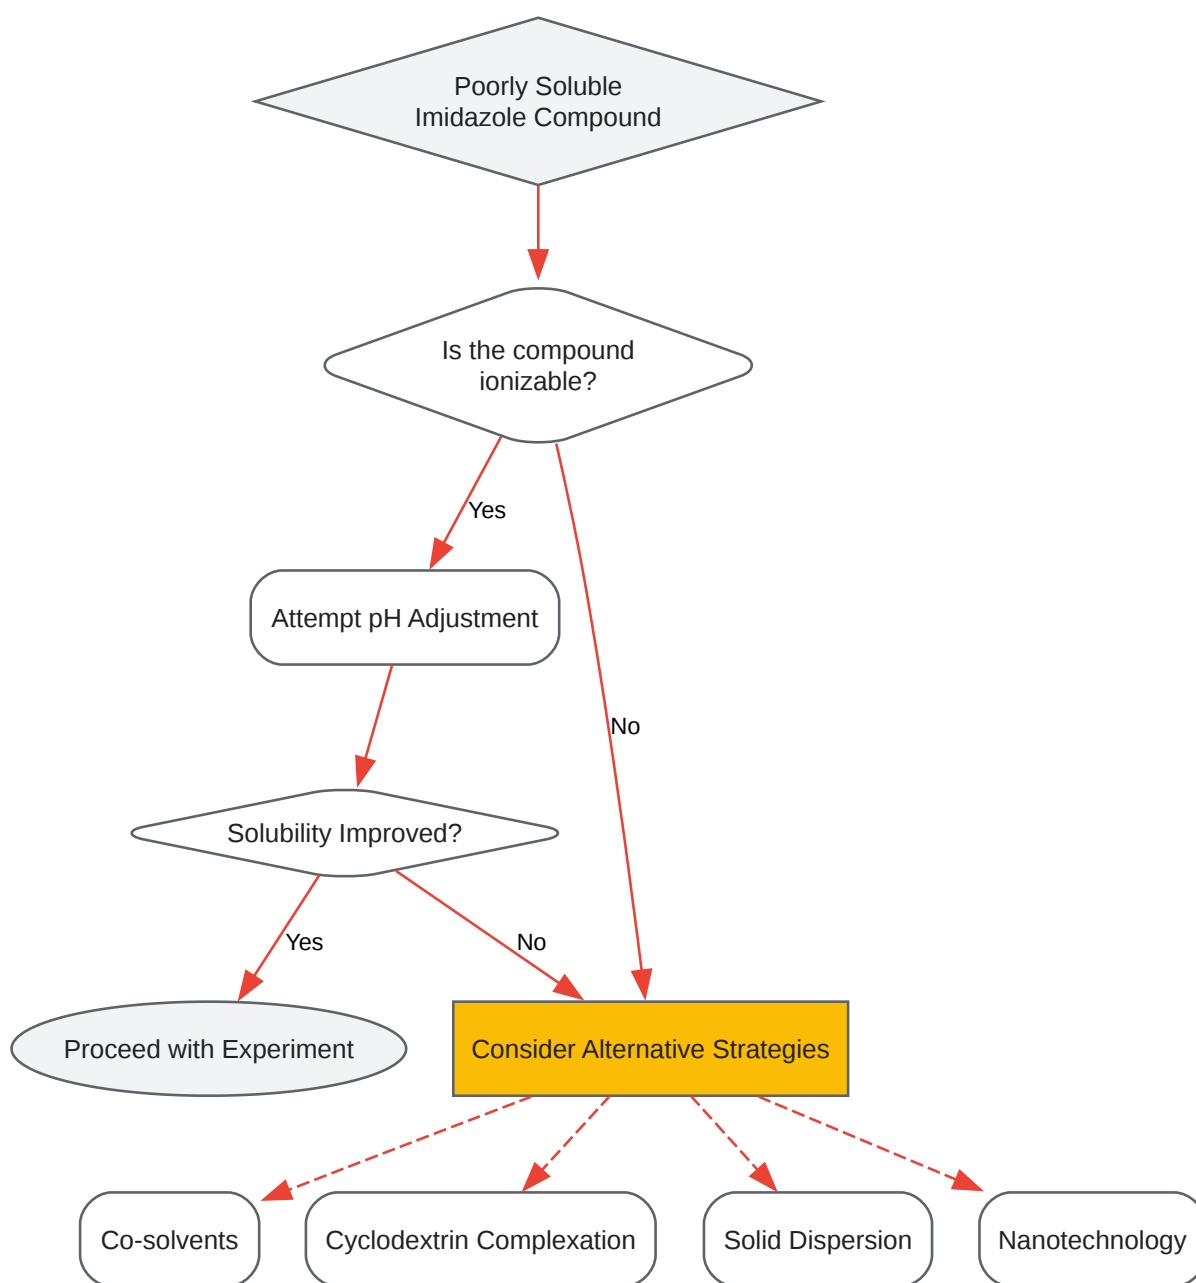 Poorly Soluble
Imidazole Compound
Is the compound
ionizable?
Yes
Attempt pH Adjustment
No
Solubility Improved?
Yes
No
Proceed with Experiment
Consider Alternative Strategies
Co-solvents
Cyclodextrin Complexation
Solid Dispersion
Nanotechnology